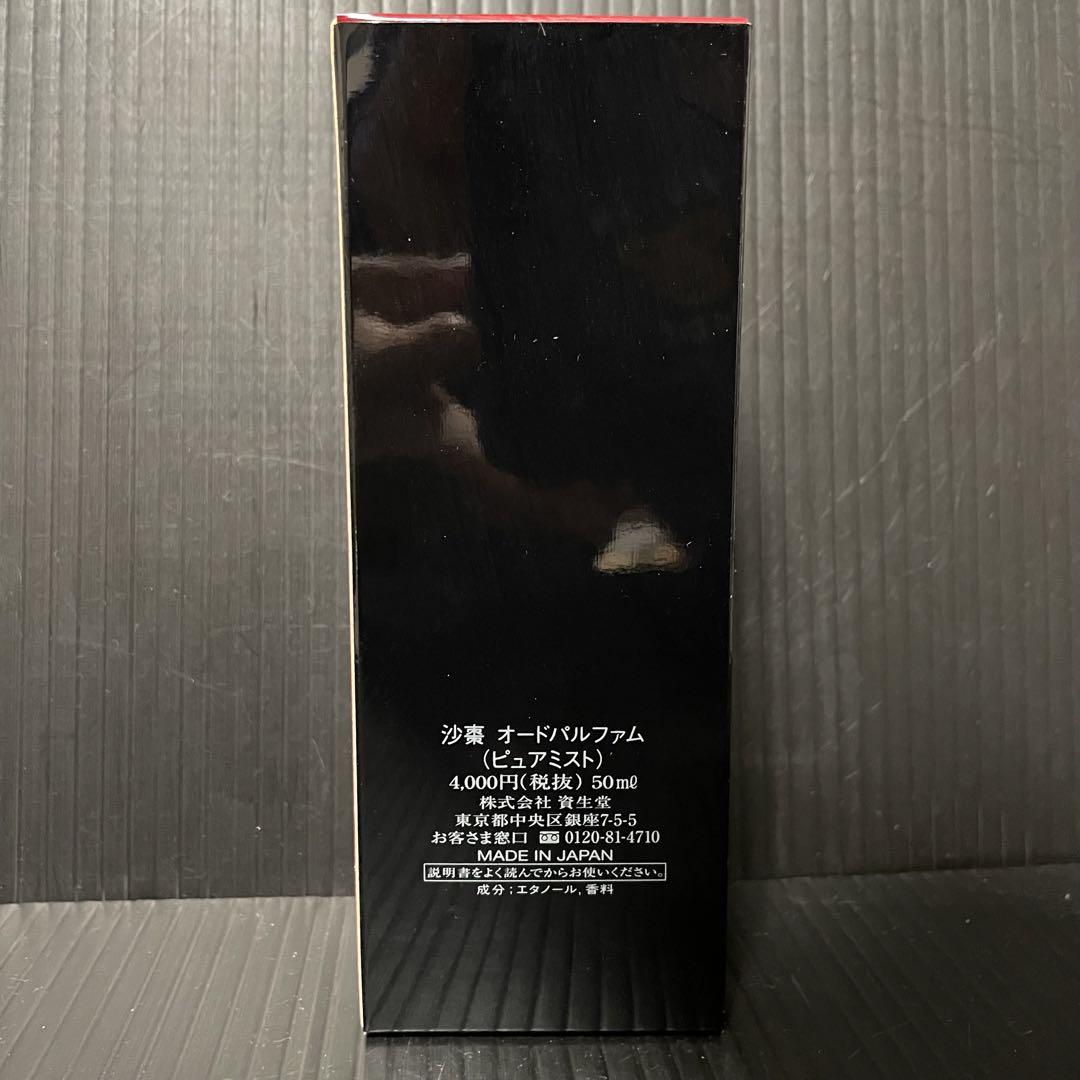 沙棗 オードパルファム
（ピュアミスト）
4,000円（税抜） 50mℓ
株式会社 資生堂
東京都中央区銀座7-5-5
お客さま窓口 0120-81-4710
MADE IN JAPAN
説明書をよく読んでからお使いください。
成分；エタノール，香料